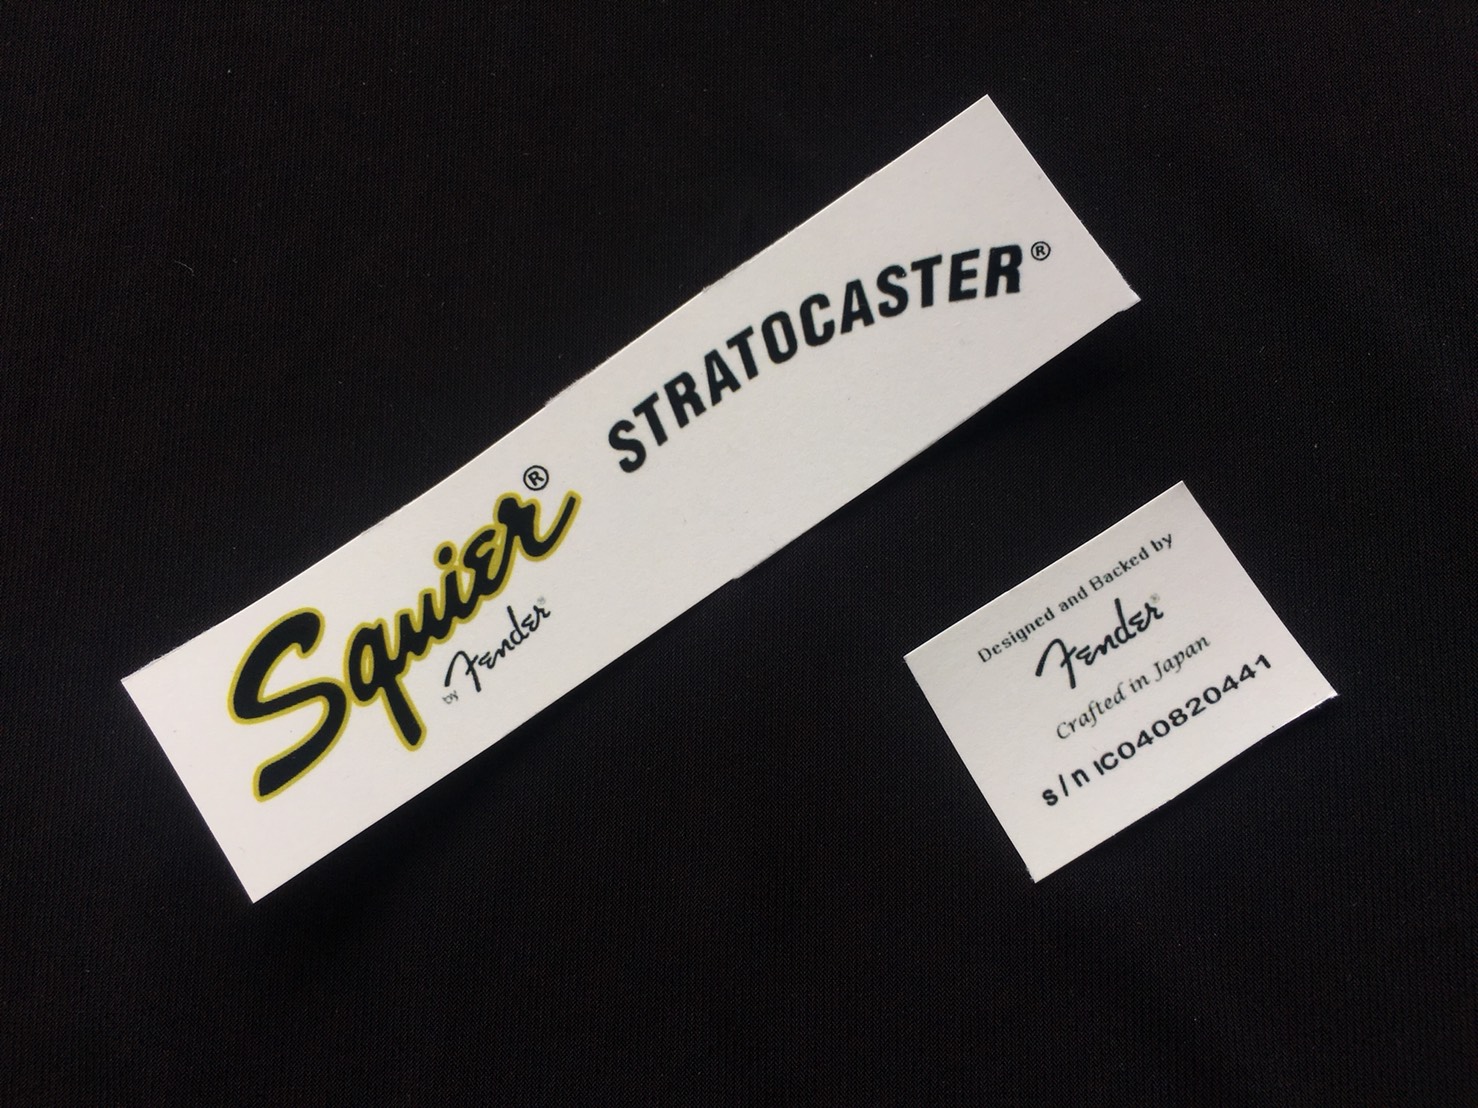 Squier® STRATOCASTER®
by Fender®
Designed and Backed by
Fender®
Crafted in Japan
s/n IC040820441